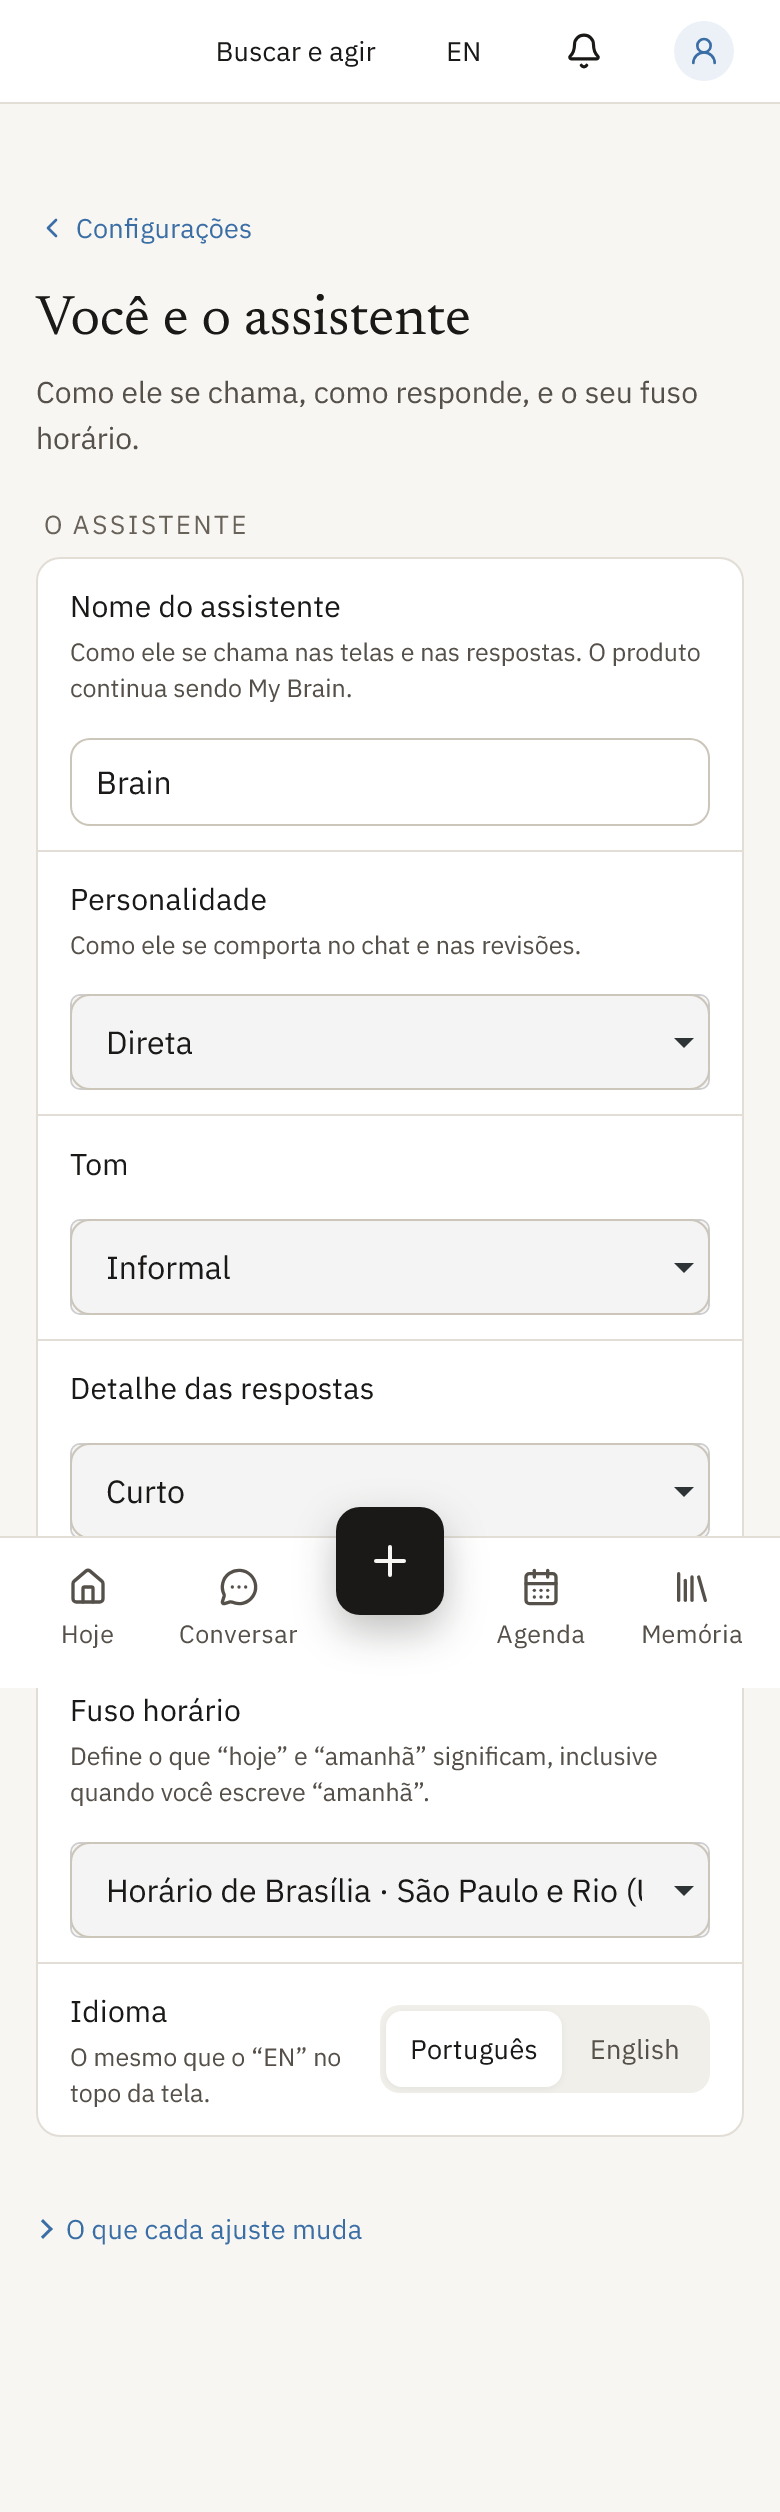 Buscar e agir
EN
Configurações
Você e o assistente
Como ele se chama, como responde, e o seu fuso
horário.
O ASSISTENTE
Nome do assistente
Como ele se chama nas telas e nas respostas. O produto
continua sendo My Brain.
Brain
Personalidade
Como ele se comporta no chat e nas revisões.
Direta
Tom
Informal
Detalhe das respostas
Curto
Hoje
Conversar
Agenda
Memória
Fuso horário
Define o que “hoje” e “amanhã” significam, inclusive
quando você escreve “amanhã”.
Horário de Brasília · São Paulo e Rio (
Idioma
O mesmo que o “EN” no
topo da tela.
Português
English
O que cada ajuste muda